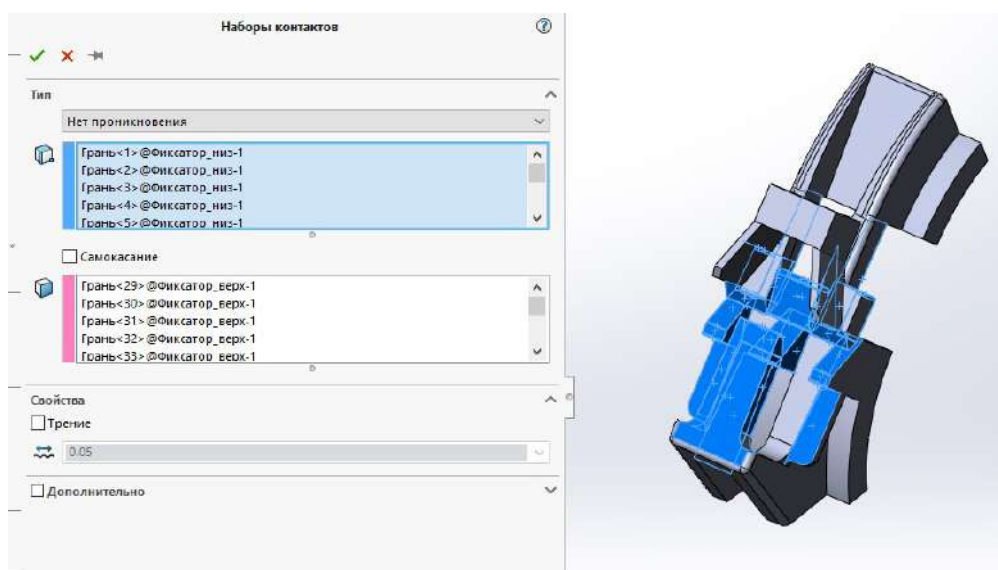 Наборы контактов
Тип
Нет проникновения
Грань<1>@Фиксатор_низ-1
Грань<2>@Фиксатор_низ-1
Грань<3>@Фиксатор_низ-1
Грань<4>@Фиксатор_низ-1
Грань<5>@Фиксатор_низ-1
Самокасание
Грань<29>@Фиксатор_верх-1
Грань<30>@Фиксатор_верх-1
Грань<31>@Фиксатор_верх-1
Грань<32>@Фиксатор_верх-1
Грань<33>@Фиксатор_верх-1
Свойства
Трение
0.05
Дополнительно